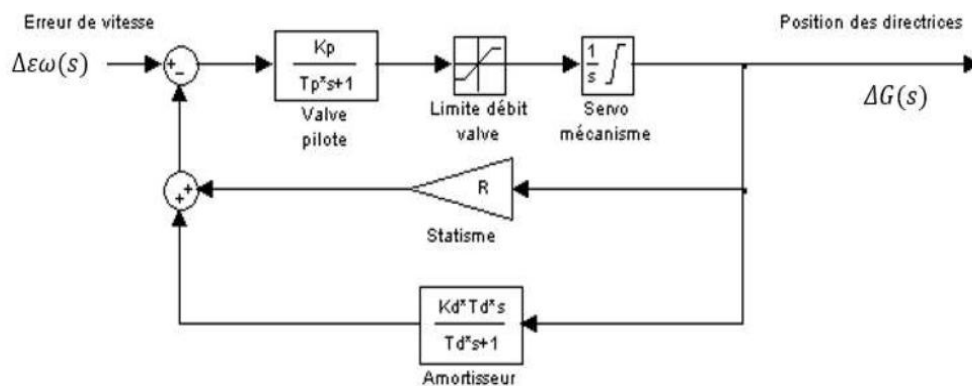 Erreur de vitesse
Position des directrices
Δεω(s)
+
−
Kp
Tp*s+1
Valve
pilote
Limite débit
valve
1
s
Servo
mécanisme
ΔG(s)
+
+
R
Statisme
Kd*Td*s
Td*s+1
Amortisseur